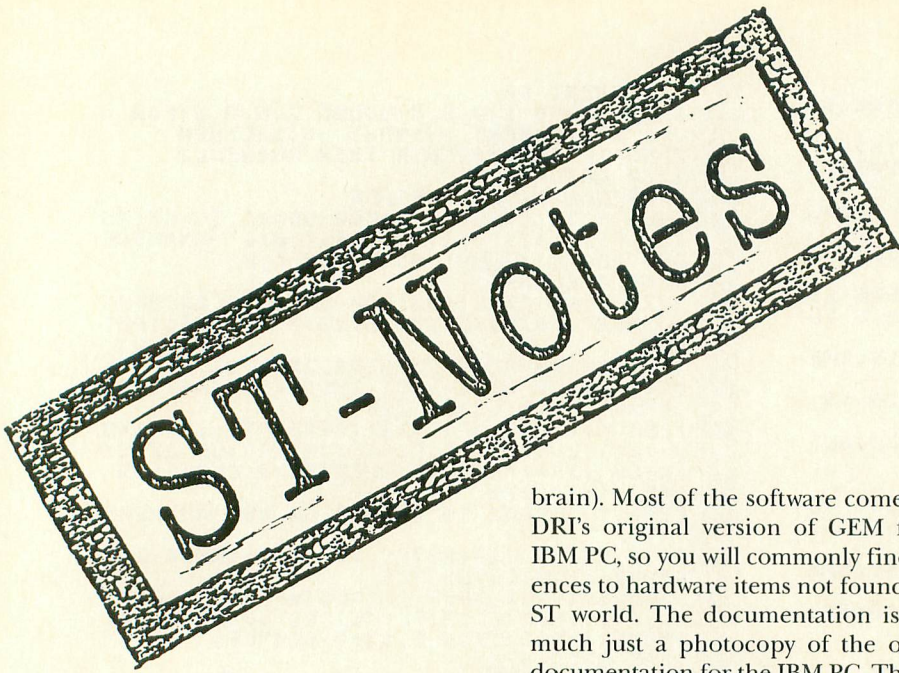 ST-Notes
brain). Most of the software come
DRI's original version of GEM
IBM PC, so you will commonly fin
ences to hardware items not found
ST world. The documentation is
much just a photocopy of the o
documentation for the IBM PC. Th